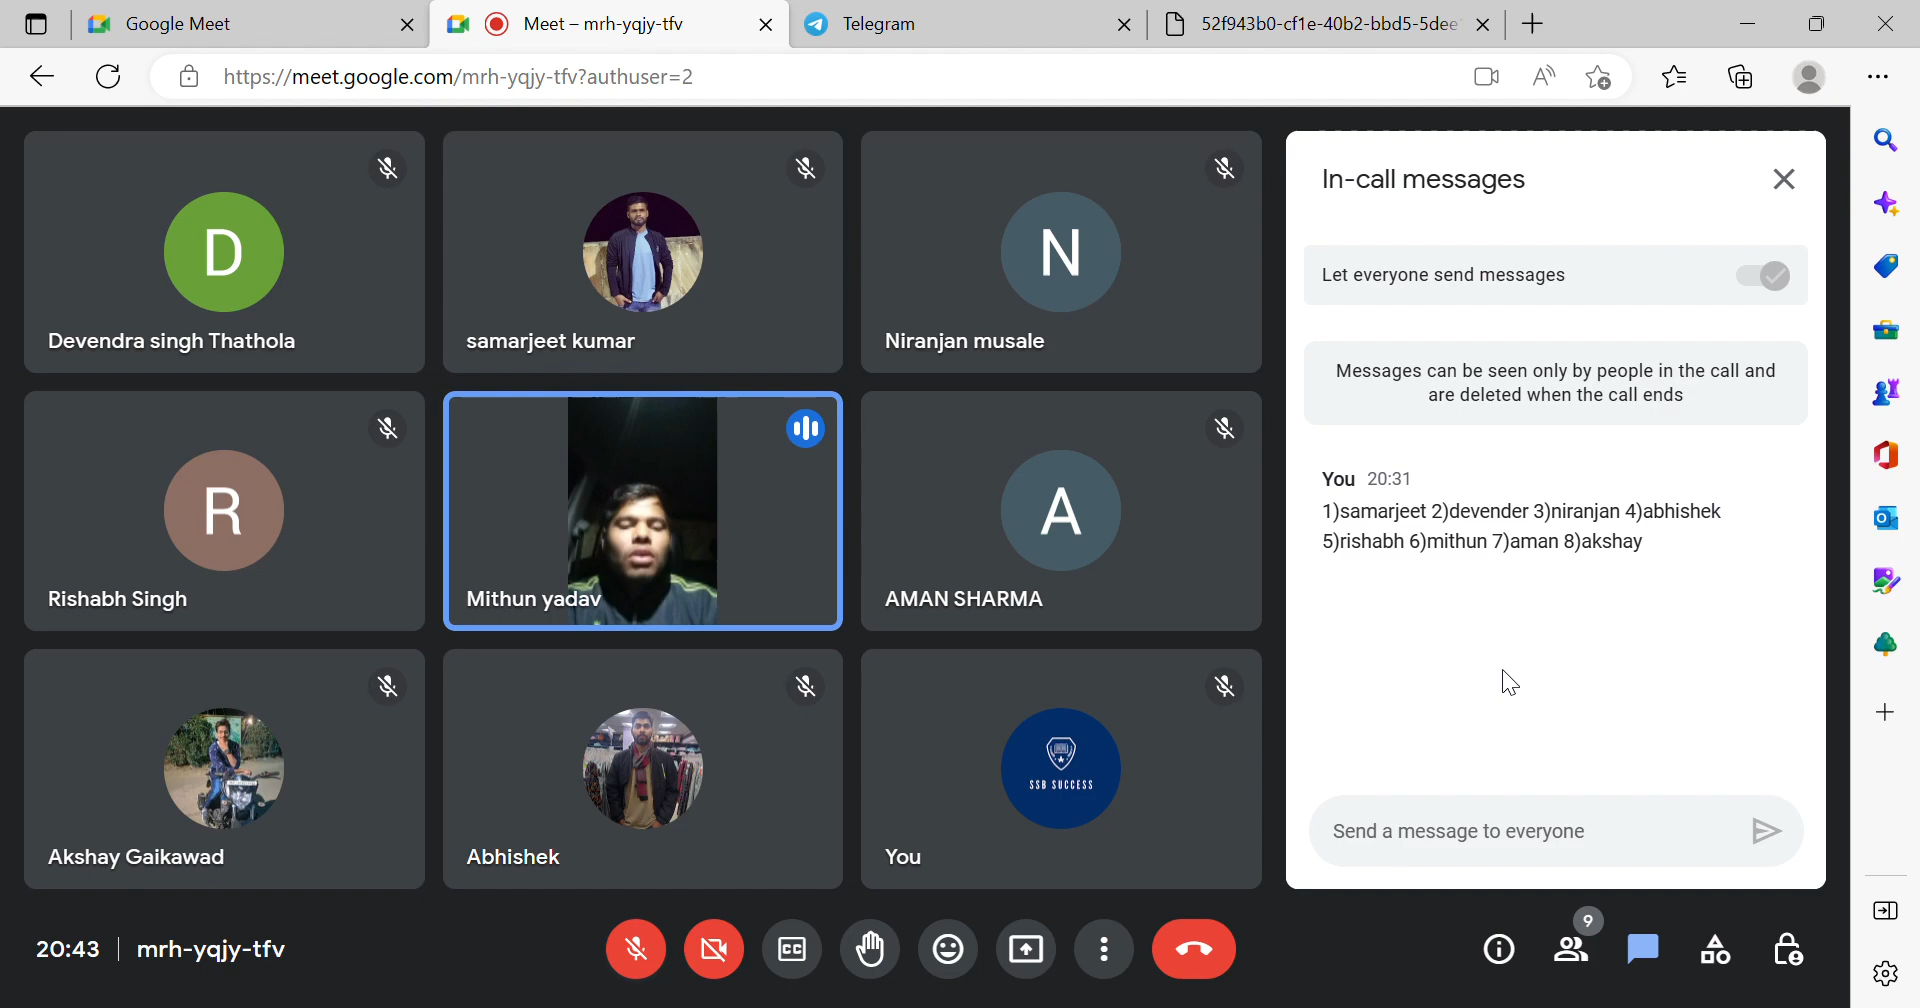 Google Meet
Meet – mrh-yqjy-tfv
Telegram
52f943b0-cf1e-40b2-bbd5-5dee
https://meet.google.com/mrh-yqjy-tfv?authuser=2
D
Devendra singh Thathola
samarjeet kumar
N
Niranjan musale
R
Rishabh Singh
Mithun yadav
A
AMAN SHARMA
Akshay Gaikawad
Abhishek
SSB SUCCESS
You
In-call messages
Let everyone send messages
Messages can be seen only by people in the call and
are deleted when the call ends
You 20:31
1)samarjeet 2)devender 3)niranjan 4)abhishek
5)rishabh 6)mithun 7)aman 8)akshay
Send a message to everyone
20:43 | mrh-yqjy-tfv
CC
9